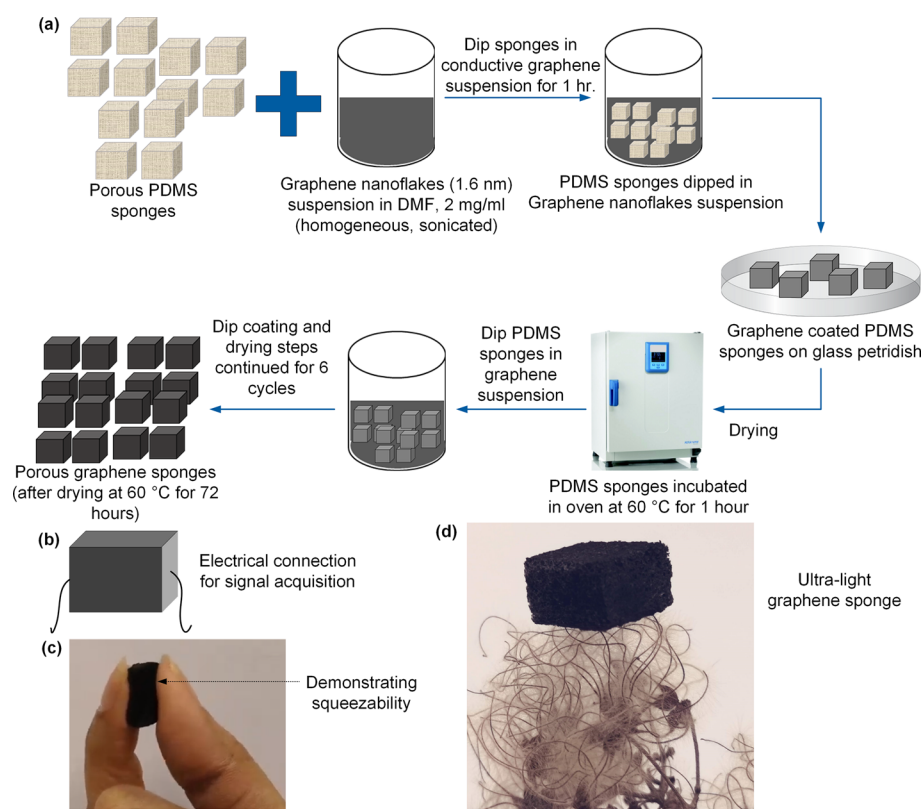 (a)
Porous PDMS
sponges
Graphene nanoflakes (1.6 nm)
suspension in DMF, 2 mg/ml
(homogeneous, sonicated)
Dip sponges in
conductive graphene
suspension for 1 hr.
PDMS sponges dipped in
Graphene nanoflakes suspension
Graphene coated PDMS
sponges on glass petridish
Drying
PDMS sponges incubated
in oven at 60 °C for 1 hour
Dip PDMS
sponges in
graphene
suspension
Dip coating and
drying steps
continued for 6
cycles
Porous graphene sponges
(after drying at 60 °C for 72
hours)
(b)
Electrical connection
for signal acquisition
(c)
Demonstrating
squeezability
(d)
Ultra-light
graphene sponge